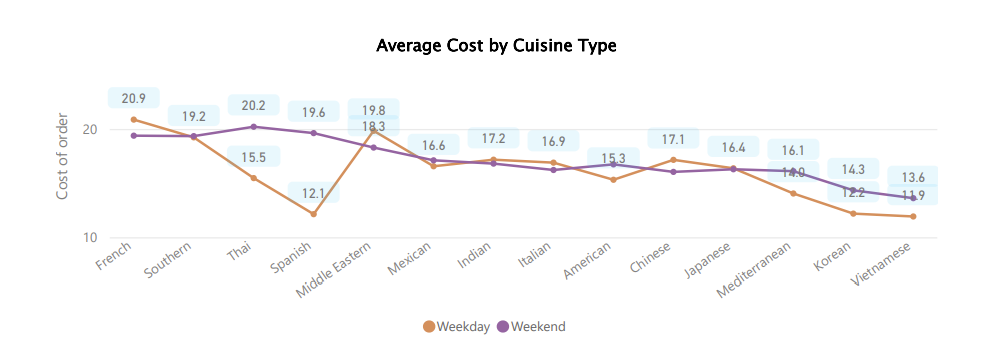 Average Cost by Cuisine Type
Cost of order
20
10
20.9
19.2
20.2
15.5
19.6
12.1
19.8
18.3
16.6
17.2
16.9
15.3
17.1
16.4
16.1
14.0
14.3
12.2
13.6
11.9
French
Southern
Thai
Spanish
Middle Eastern
Mexican
Indian
Italian
American
Chinese
Japanese
Mediterranean
Korean
Vietnamese
Weekday
Weekend